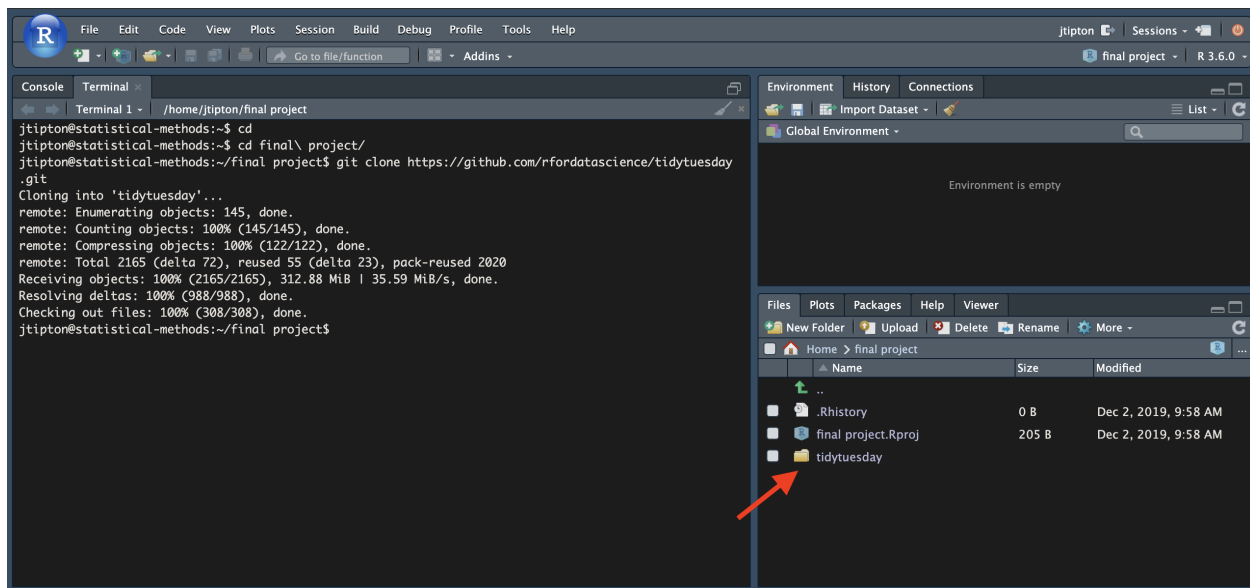 R File Edit Code View Plots Session Build Debug Profile Tools Help jtipton Sessions
Go to file/function Addins final project R 3.6.0
Console Terminal
Terminal 1 /home/jtipton/final project
jtipton@statistical-methods:~$ cd
jtipton@statistical-methods:~$ cd final\ project/
jtipton@statistical-methods:~/final project$ git clone https://github.com/rfordatascience/tidytuesday
.git
Cloning into 'tidytuesday'...
remote: Enumerating objects: 145, done.
remote: Counting objects: 100% (145/145), done.
remote: Compressing objects: 100% (122/122), done.
remote: Total 2165 (delta 72), reused 55 (delta 23), pack-reused 2020
Receiving objects: 100% (2165/2165), 312.88 MiB | 35.59 MiB/s, done.
Resolving deltas: 100% (988/988), done.
Checking out files: 100% (308/308), done.
jtipton@statistical-methods:~/final project$
Environment History Connections
Import Dataset List
Global Environment
Environment is empty
Files Plots Packages Help Viewer
New Folder Upload Delete Rename More
Home final project ...
Name Size Modified
..
.Rhistory 0 B Dec 2, 2019, 9:58 AM
final project.Rproj 205 B Dec 2, 2019, 9:58 AM
tidytuesday